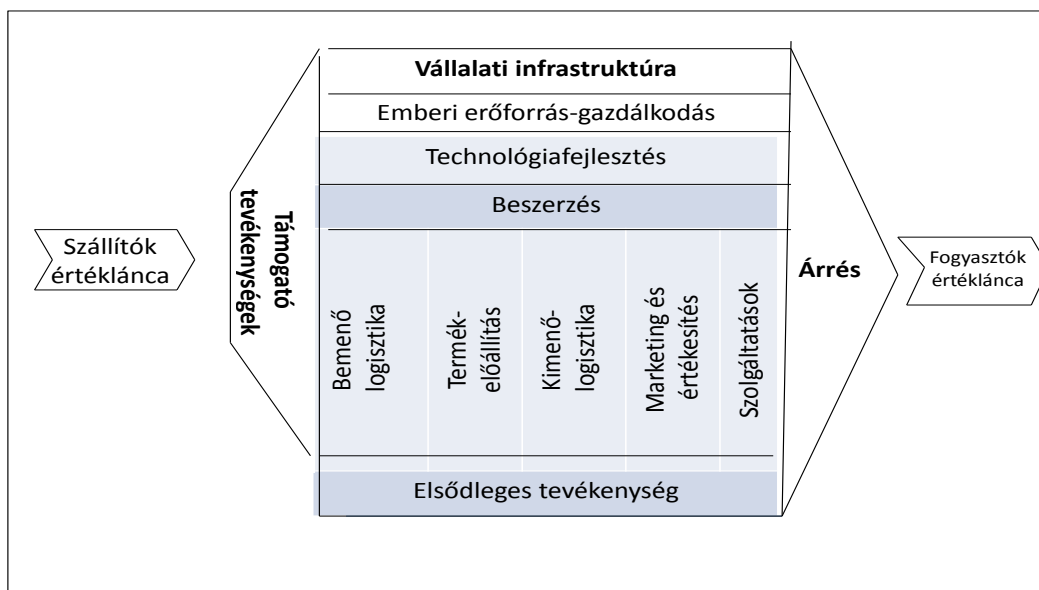 Vállalati infrastruktúra
Emberi erőforrás-gazdálkodás
Technológiafejlesztés
Beszerzés
Támogató
tevékenységek
Szállítók
értéklánca
Bemenő
logisztika
Termék-
előállítás
Kimenő-
logisztika
Marketing és
értékesítés
Szolgáltatások
Árrés
Fogyasztók
értéklánca
Elsődleges tevékenység